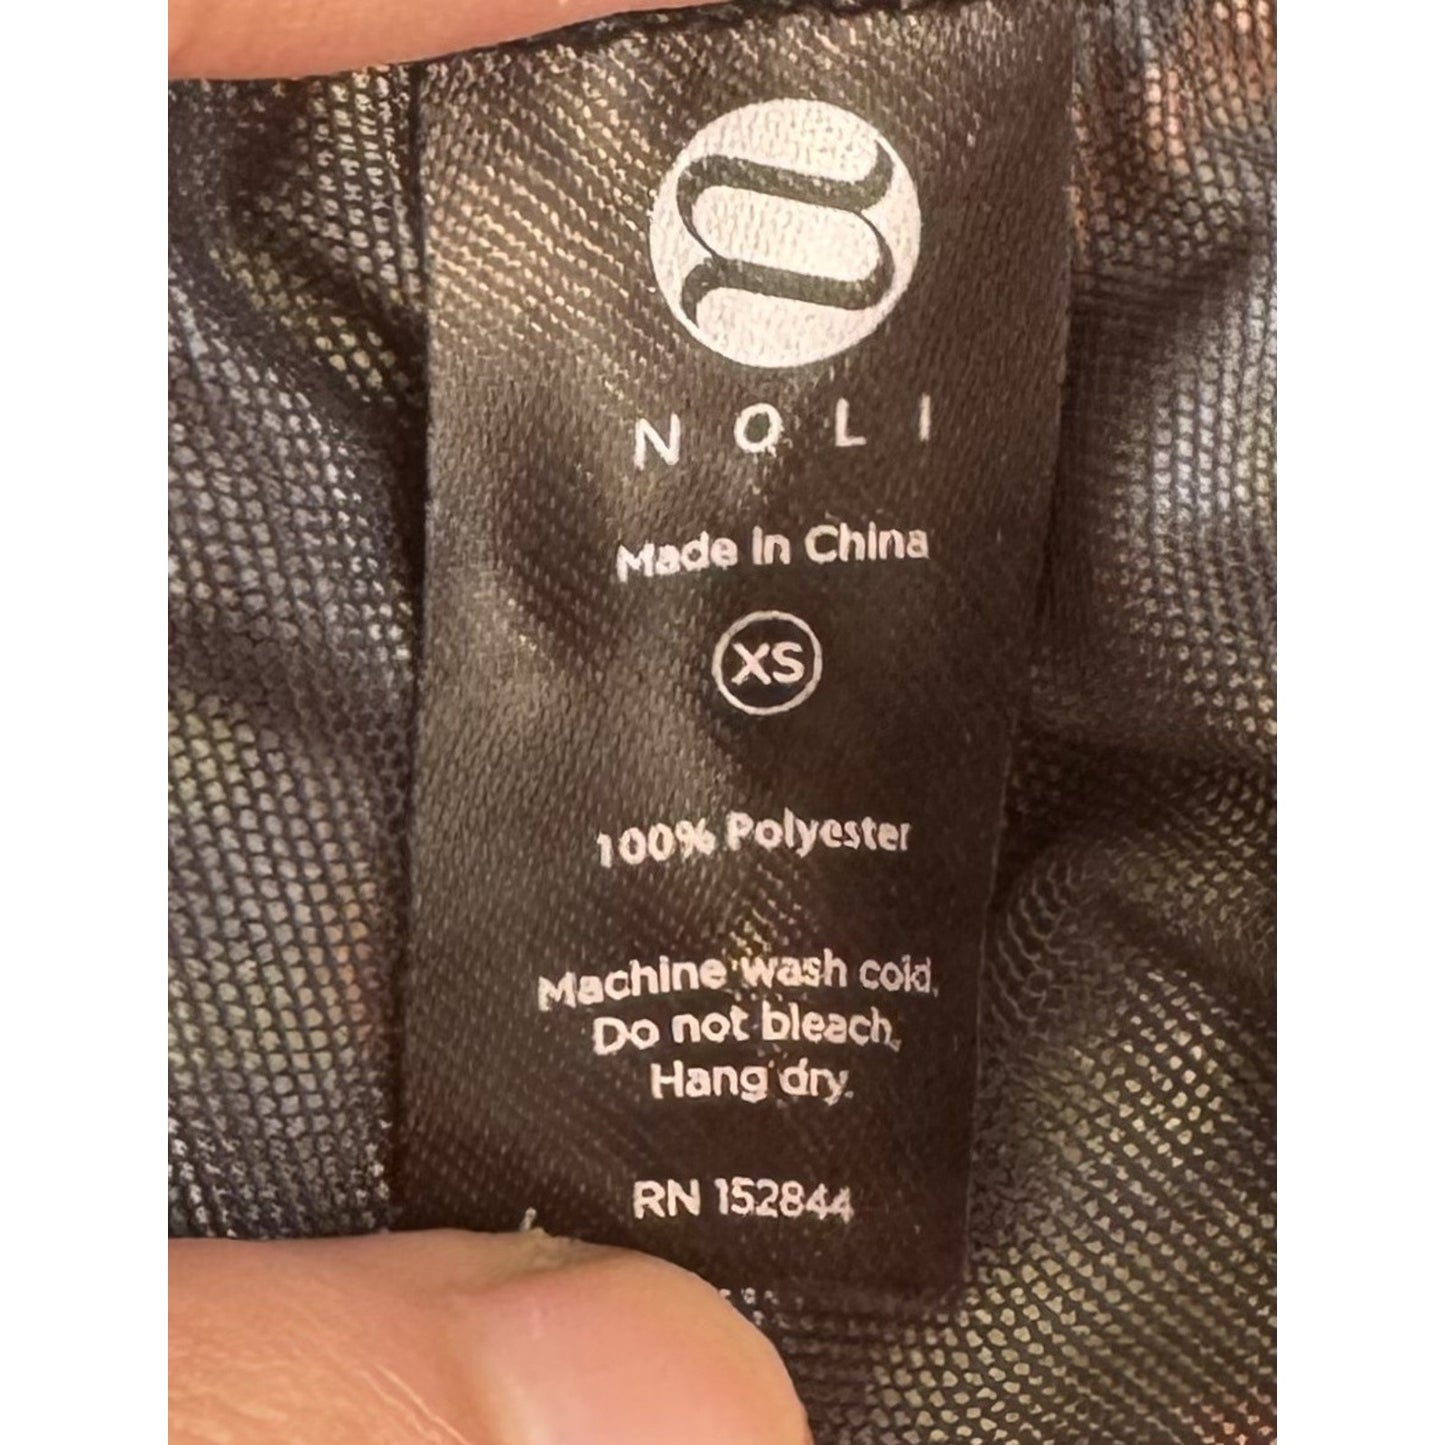 NOLI
Made in China
XS
100% Polyester
Machine wash cold.
Do not bleach.
Hang dry.
RN 152844